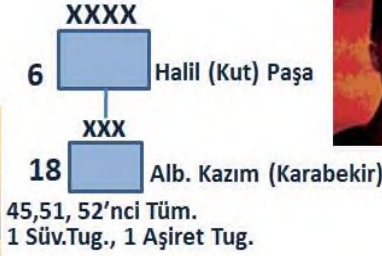 XXXX
6 Halil (Kut) Paşa
XXX
18 Alb. Kazım (Karabekir)
45,51, 52’nci Tüm.
1 Süv.Tug., 1 Aşiret Tug.